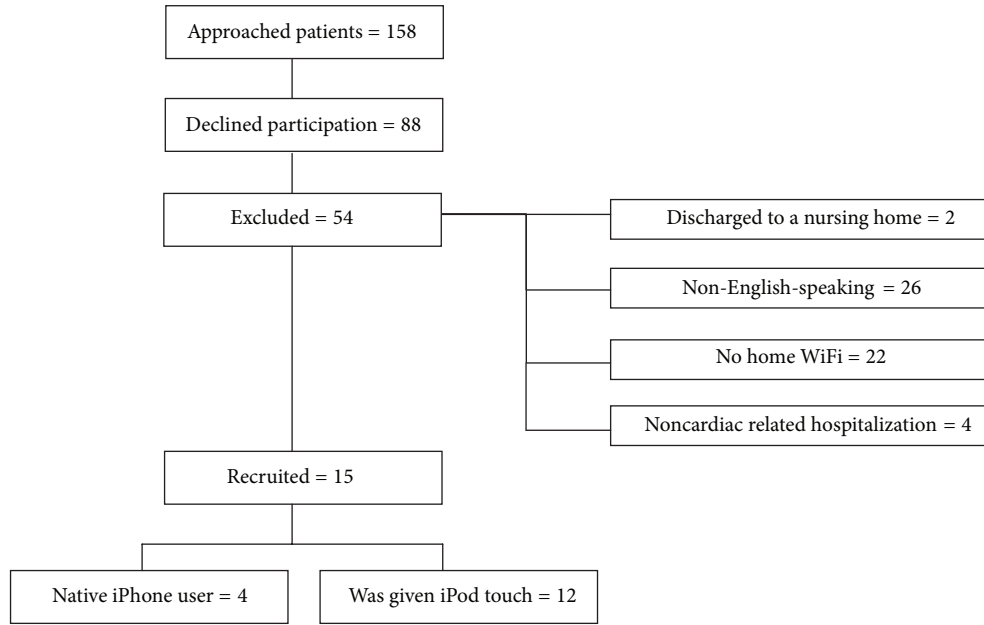 Approached patients = 158
Declined participation = 88
Excluded = 54
Discharged to a nursing home = 2
Non-English-speaking = 26
No home WiFi = 22
Noncardiac related hospitalization = 4
Recruited = 15
Native iPhone user = 4
Was given iPod touch = 12